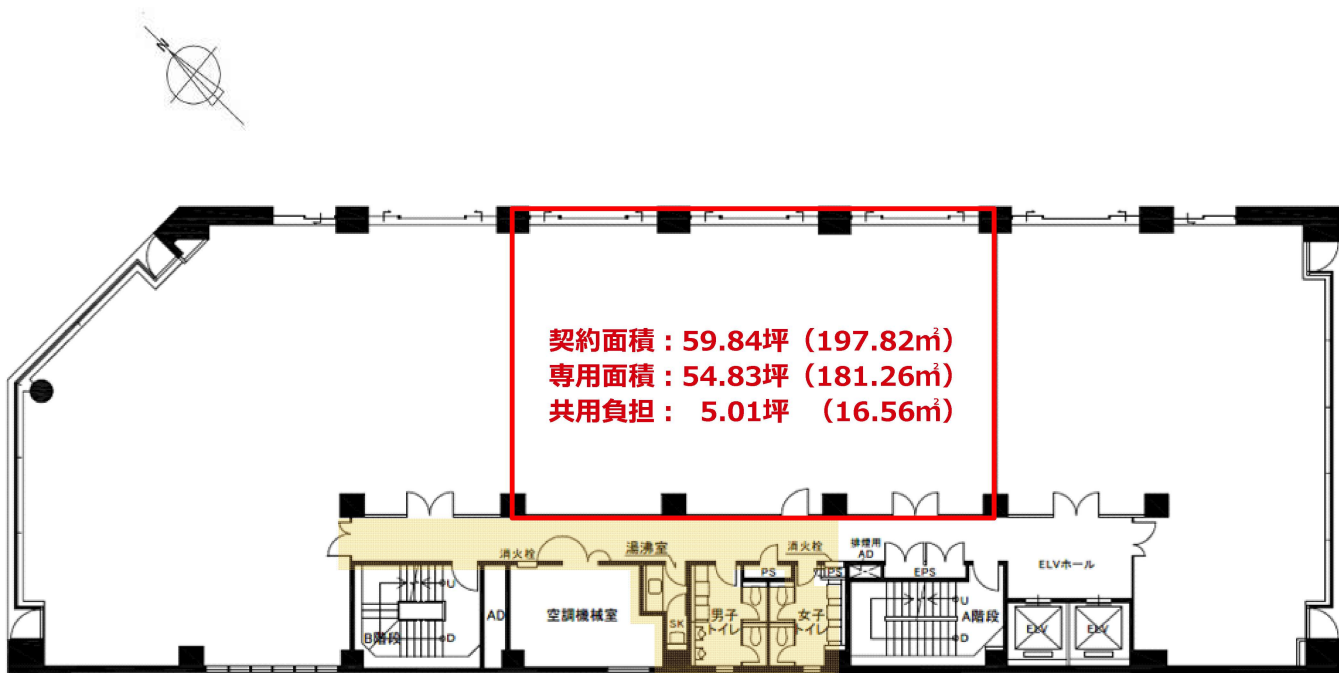 N
契約面積：59.84坪（197.82㎡）
専用面積：54.83坪（181.26㎡）
共用負担： 5.01坪 （16.56㎡）
消火栓
湯沸室
消火栓
排煙用
AD
PS
PS
EPS
ELVホール
U
D
B階段
AD
空調機械室
SK
男子
トイレ
女子
トイレ
U
A階段
D
ELV
ELV